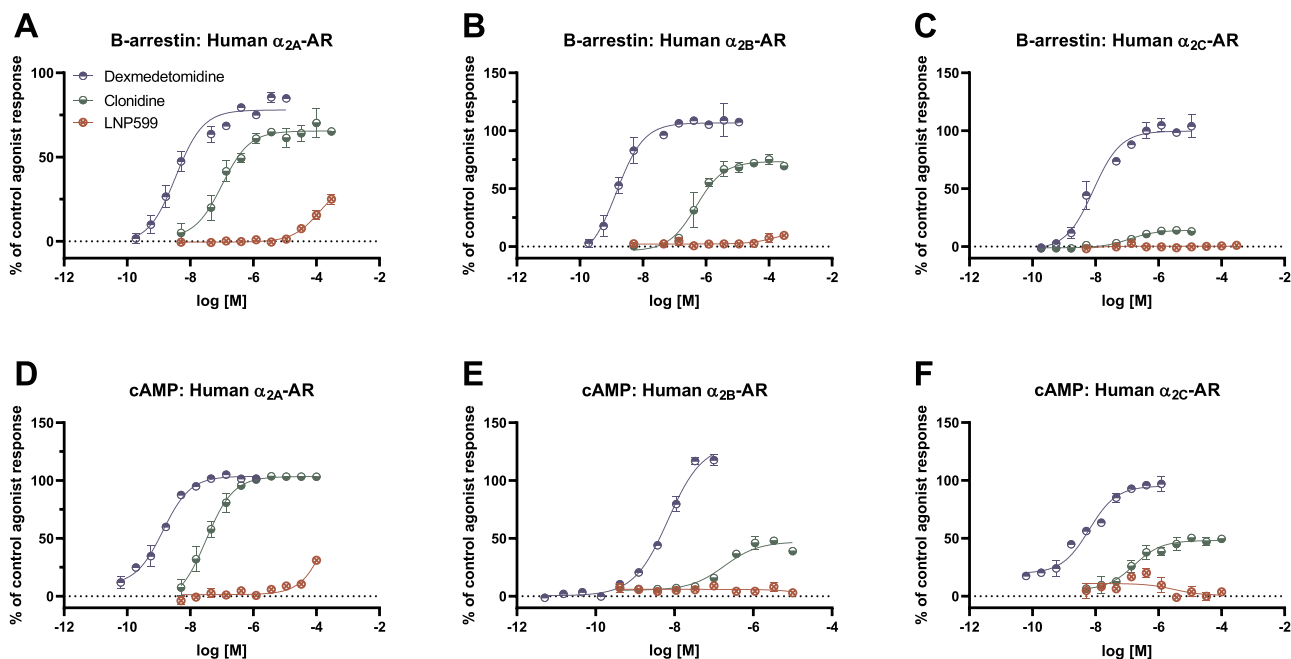 A
B-arrestin: Human α2A-AR
% of control agonist response
100
50
0
Dexmedetomidine
Clonidine
LNP599
-12 -10 -8 -6 -4 -2
log [M]
B
B-arrestin: Human α2B-AR
% of control agonist response
150
100
50
0
-12 -10 -8 -6 -4 -2
log [M]
C
B-arrestin: Human α2C-AR
% of control agonist response
150
100
50
0
-12 -10 -8 -6 -4 -2
log [M]
D
cAMP: Human α2A-AR
% of control agonist response
150
100
50
0
-12 -10 -8 -6 -4 -2
log [M]
E
cAMP: Human α2B-AR
% of control agonist response
150
100
50
0
-12 -10 -8 -6 -4
log [M]
F
cAMP: Human α2C-AR
% of control agonist response
150
100
50
0
-12 -10 -8 -6 -4 -2
log [M]